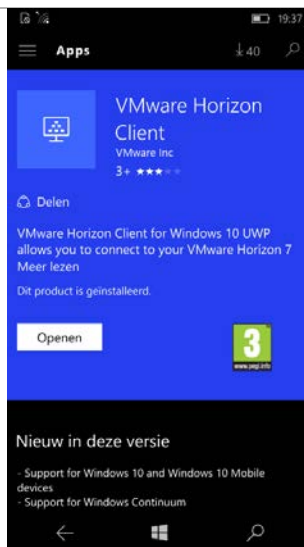 19:37
Apps
40
VMware Horizon
Client
VMware Inc
3+ ★★★★★
Delen
VMware Horizon Client for Windows 10 UWP
allows you to connect to your VMware Horizon 7
Meer lezen
Dit product is geïnstalleerd.
Openen
3
www.pegi.info
Nieuw in deze versie
- Support for Windows 10 and Windows 10 Mobile
devices
- Support for Windows Continuum